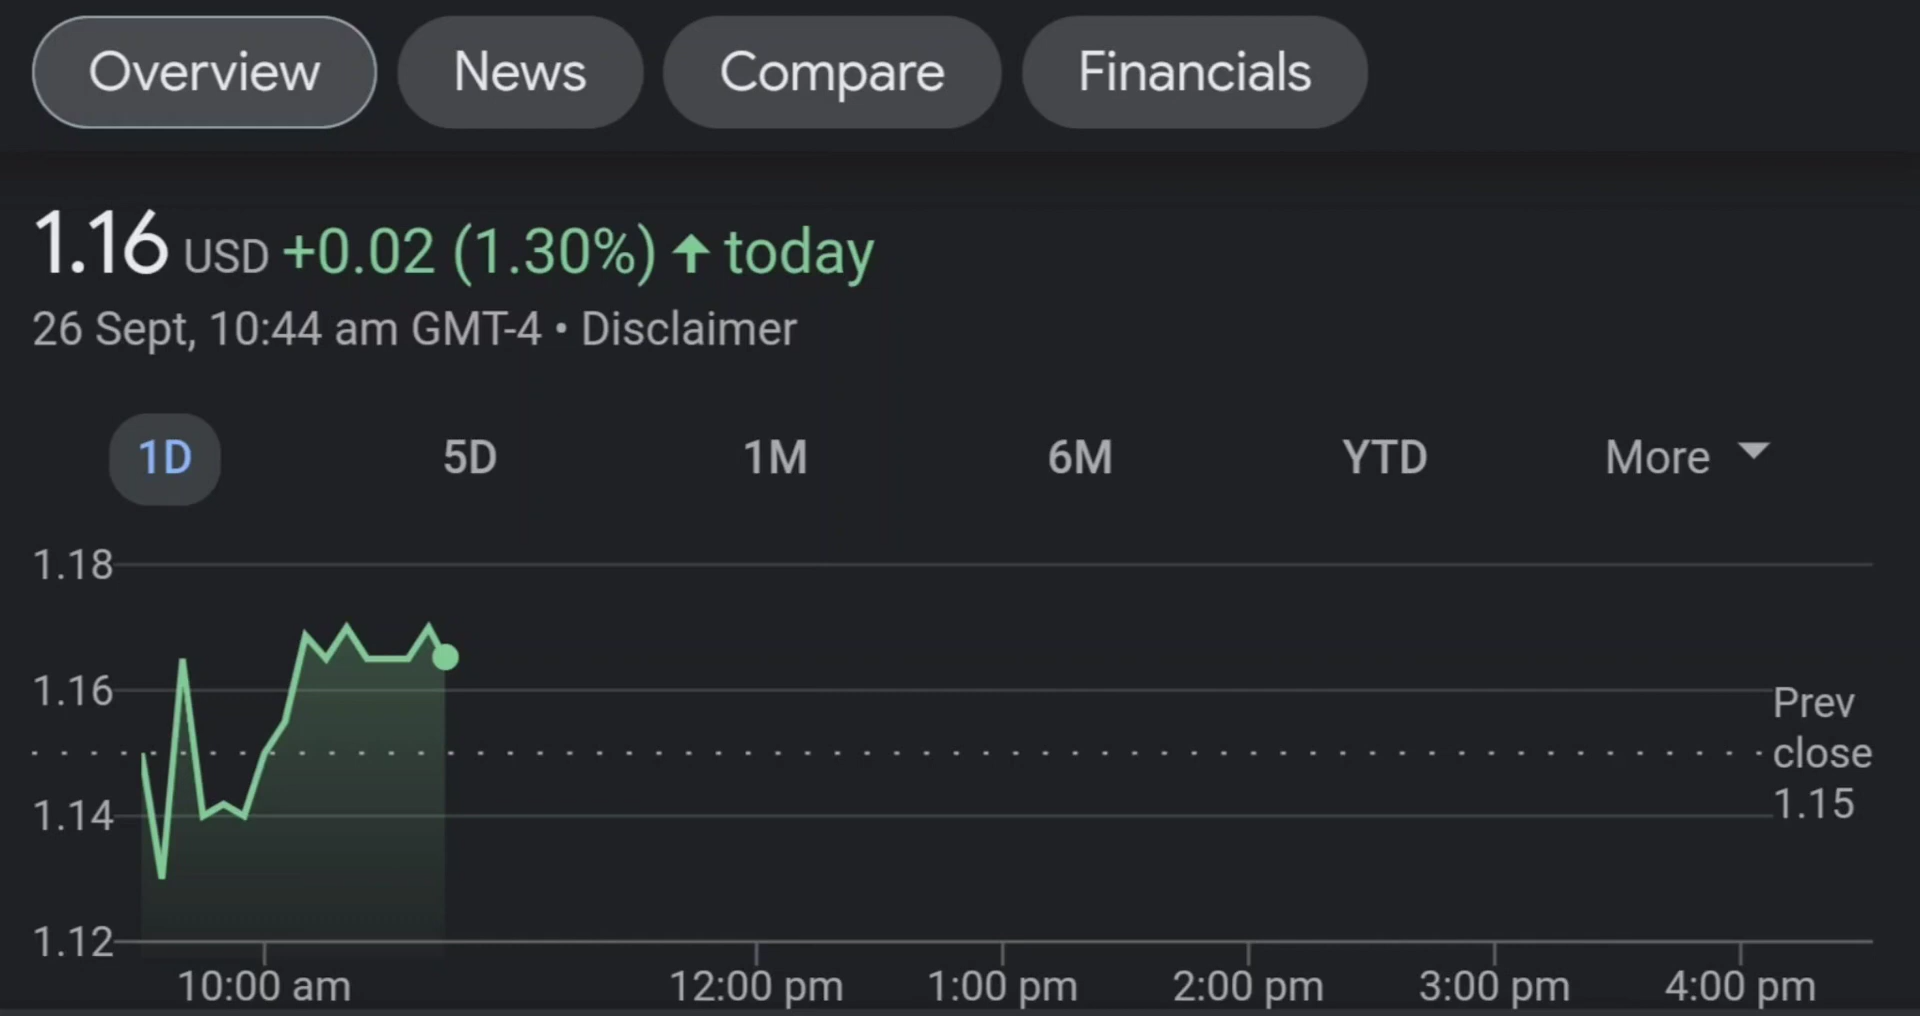 Overview News Compare Financials
1.16 USD +0.02 (1.30%) ↑ today
26 Sept, 10:44 am GMT-4 • Disclaimer
1D 5D 1M 6M YTD More
1.18
1.16
1.14
1.12
Prev
close
1.15
10:00 am 12:00 pm 1:00 pm 2:00 pm 3:00 pm 4:00 pm